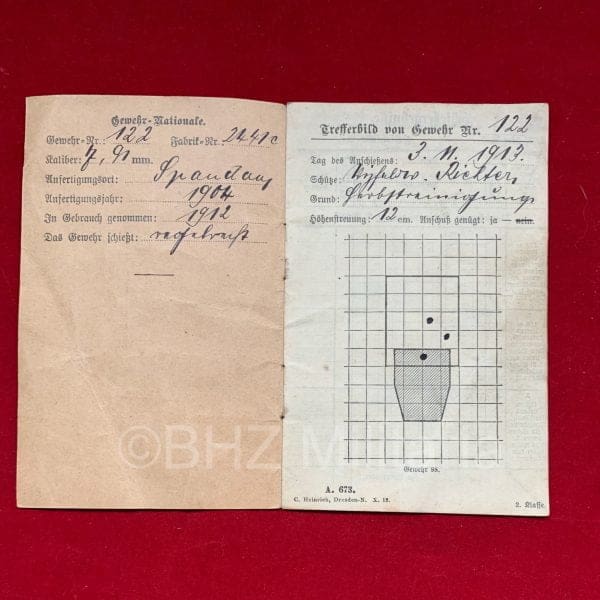 Gewehr-Nationale.
Gewehr-Nr.: 122 Fabrik-Nr. 2441c
Kaliber: 7,91 mm.
Anfertigungsort: Spandau
Anfertigungsjahr: 1904
In Gebrauch genommen: 1912
Das Gewehr schießt: regelrecht
Trefferbild von Gewehr Nr. 122
Tag des Anschießens: 3. 11. 1913.
Schütze: Richter,
Grund: Herbstreinigung
Höhenstreuung: 12 cm. Anschuß genügt: ja — nein.
©BHZ
Gewehr 98.
A. 673.
C. Heinrich, Dresden-N. X. 12.
2. Klasse.